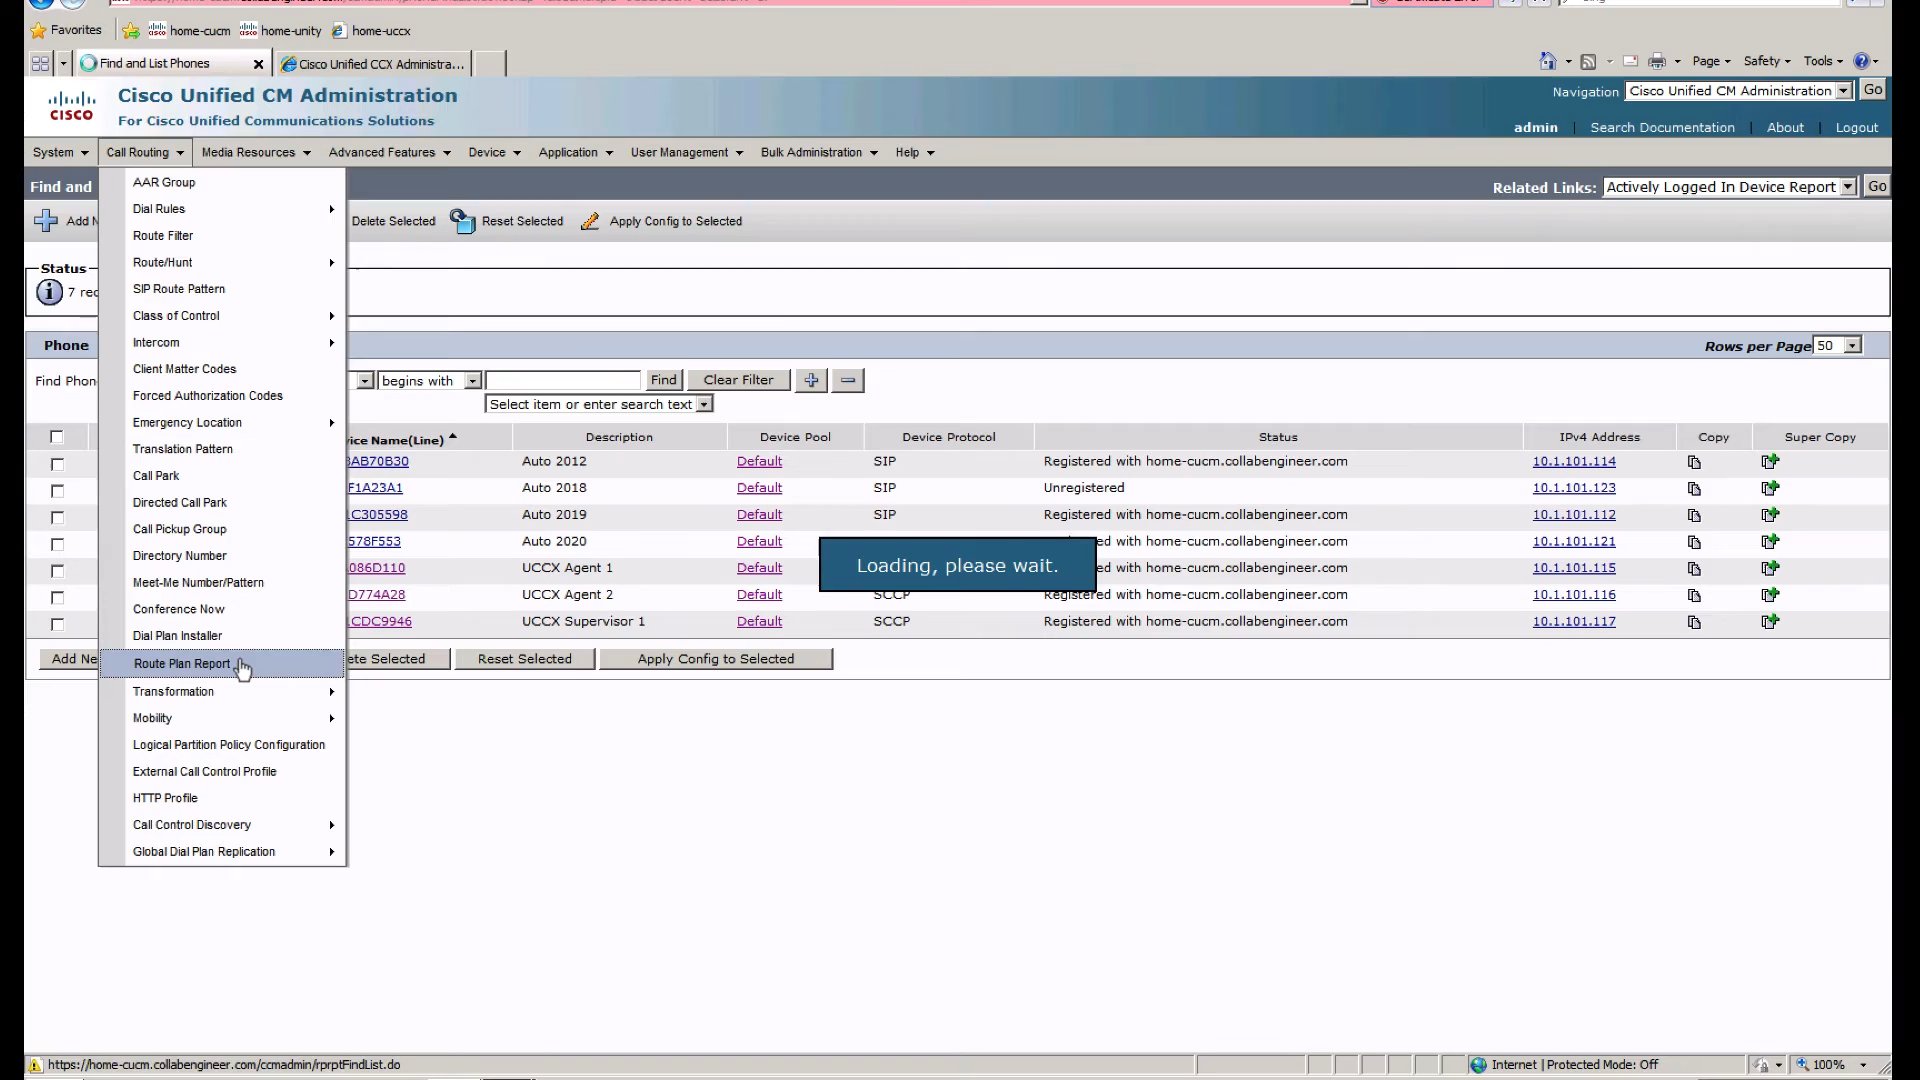 Favorites home-cucm home-unity home-uccx
Find and List Phones Cisco Unified CCX Administra... Page Safety Tools
CISCO Cisco Unified CM Administration
For Cisco Unified Communications Solutions
Navigation Cisco Unified CM Administration Go
admin | Search Documentation | About | Logout
System Call Routing Media Resources Advanced Features Device Application User Management Bulk Administration Help
Find and Related Links: Actively Logged In Device Report Go
Add N Delete Selected Reset Selected Apply Config to Selected
Status
7 rec
AAR Group
Dial Rules
Route Filter
Route/Hunt
SIP Route Pattern
Class of Control
Intercom
Client Matter Codes
Forced Authorization Codes
Emergency Location
Translation Pattern
Call Park
Directed Call Park
Call Pickup Group
Directory Number
Meet-Me Number/Pattern
Conference Now
Dial Plan Installer
Route Plan Report
Transformation
Mobility
Logical Partition Policy Configuration
External Call Control Profile
HTTP Profile
Call Control Discovery
Global Dial Plan Replication
Phone Rows per Page 50
Find Phon begins with Find Clear Filter
Select item or enter search text
vice Name(Line) Description Device Pool Device Protocol Status IPv4 Address Copy Super Copy
AB70B30 Auto 2012 Default SIP Registered with home-cucm.collabengineer.com 10.1.101.114
F1A23A1 Auto 2018 Default SIP Unregistered 10.1.101.123
1C305598 Auto 2019 Default SIP Registered with home-cucm.collabengineer.com 10.1.101.112
578F553 Auto 2020 Default ed with home-cucm.collabengineer.com 10.1.101.121
086D110 UCCX Agent 1 Default ed with home-cucm.collabengineer.com 10.1.101.115
D774A28 UCCX Agent 2 Default SCCP Registered with home-cucm.collabengineer.com 10.1.101.116
1CDC9946 UCCX Supervisor 1 Default SCCP Registered with home-cucm.collabengineer.com 10.1.101.117
Loading, please wait.
Add Ne ete Selected Reset Selected Apply Config to Selected
https://home-cucm.collabengineer.com/ccmadmin/rprptFindList.do Internet | Protected Mode: Off 100%